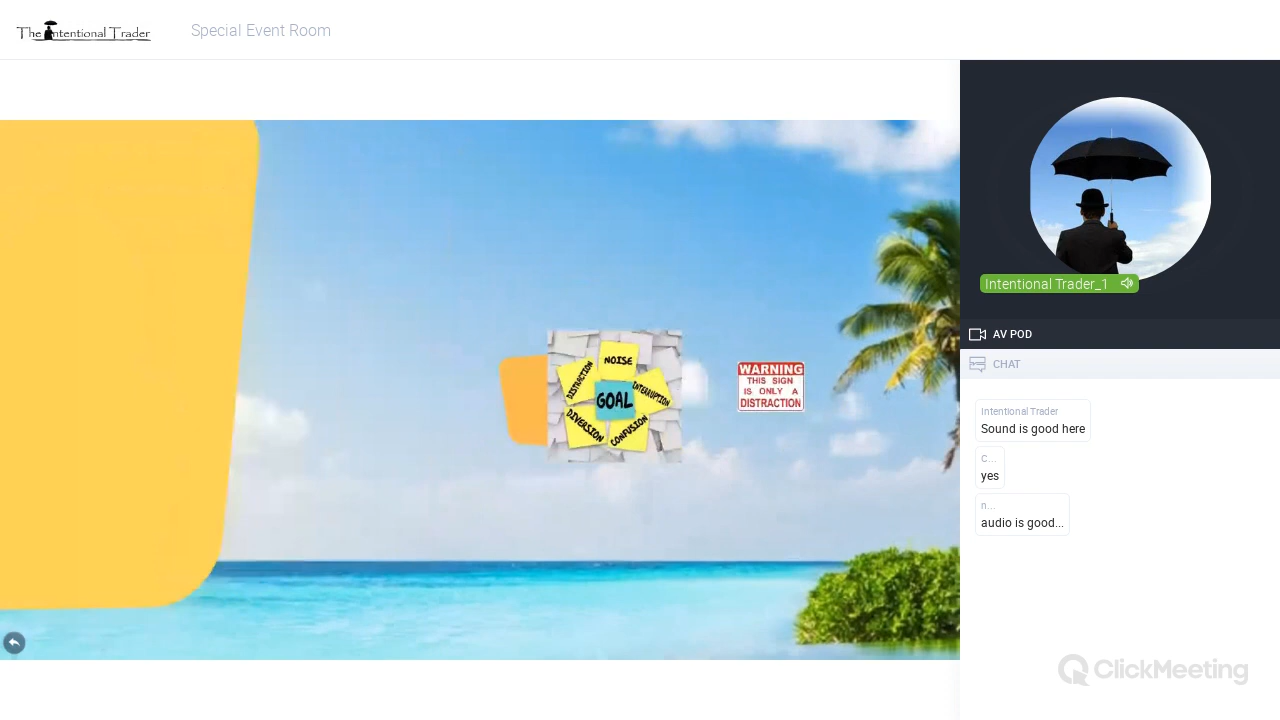 The Intentional Trader
Special Event Room
NOISE
DISTRACTION
INTERRUPTION
GOAL
DIVERSION
CONFUSION
WARNING
THIS SIGN
IS ONLY A
DISTRACTION
Intentional Trader_1
AV POD
CHAT
Intentional Trader
Sound is good here
c...
yes
n...
audio is good...
ClickMeeting